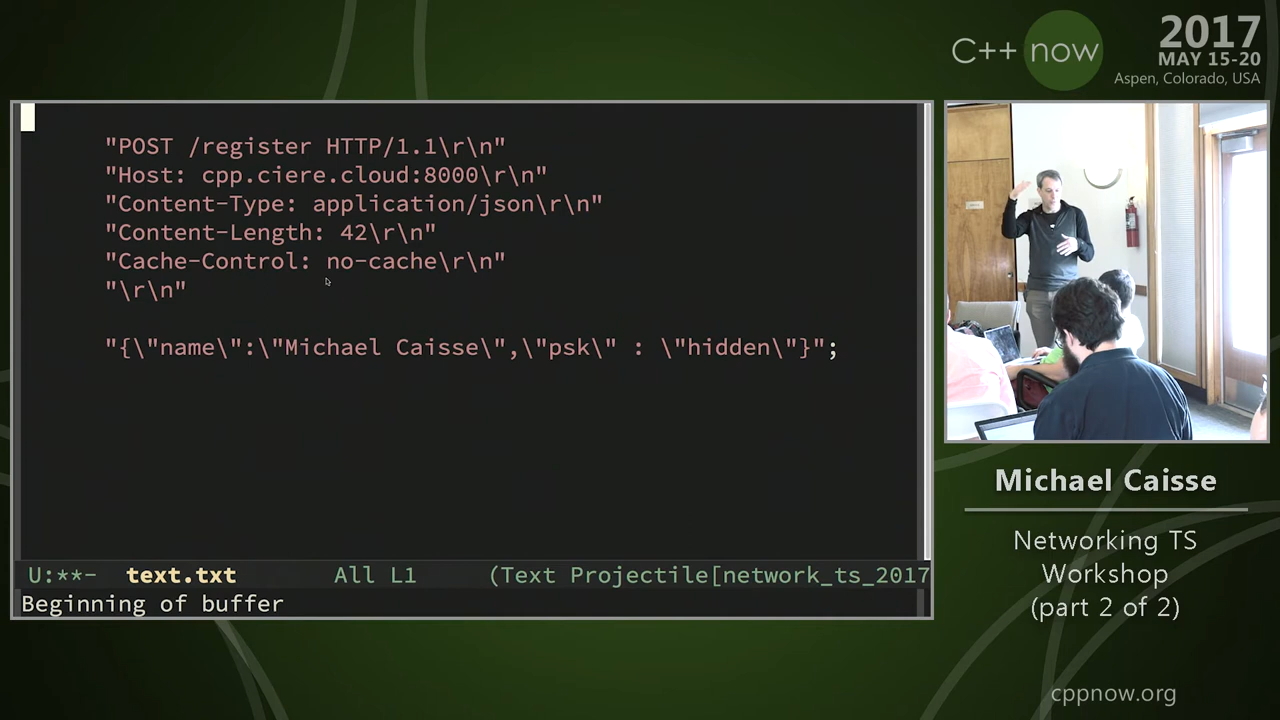 C++ now
2017
MAY 15-20
Aspen, Colorado, USA
"POST /register HTTP/1.1\r\n"
"Host: cpp.ciere.cloud:8000\r\n"
"Content-Type: application/json\r\n"
"Content-Length: 42\r\n"
"Cache-Control: no-cache\r\n"
"\r\n"
"{\"name\":\"Michael Caisse\",\"psk\" : \"hidden\"}";
U:**- text.txt All L1 (Text Projectile[network_ts_2017
Beginning of buffer
Michael Caisse
Networking TS
Workshop
(part 2 of 2)
cppnow.org